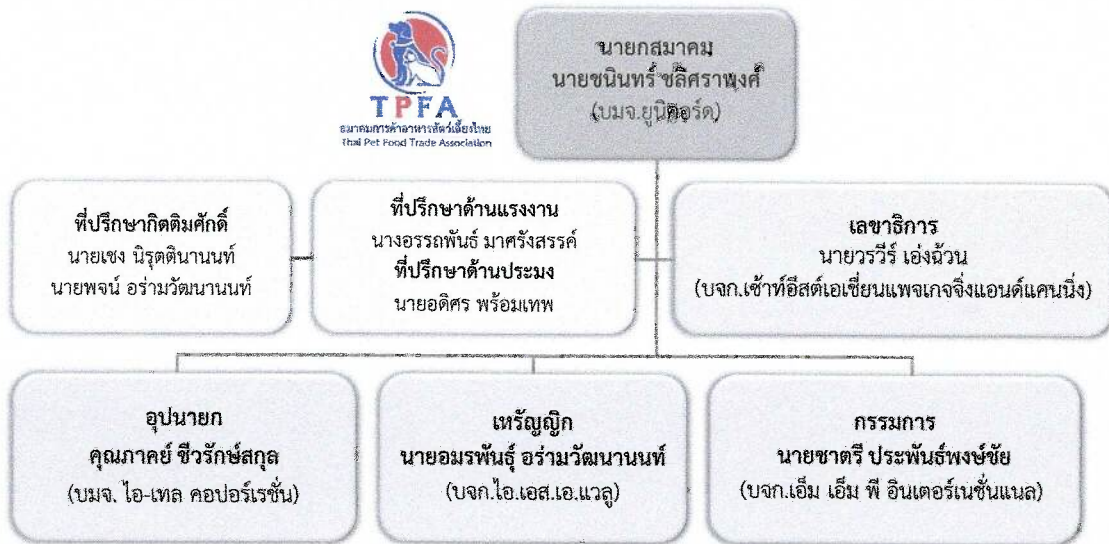 TPFA
สมาคมการค้าอาหารสัตว์เลี้ยงไทย
Thai Pet Food Trade Association
นายกสมาคม
นายชนินทร์ ชลิศราพงศ์
(บมจ.ยูนิคอร์ด)
ที่ปรึกษากิตติมศักดิ์
นายเชง นิรุตตินานนท์
นายพจน์ อร่ามวัฒนานนท์
ที่ปรึกษาด้านแรงงาน
นางอรรถพันธ์ มาศรังสรรค์
ที่ปรึกษาด้านประมง
นายอดิศร พร้อมเทพ
เลขาธิการ
นายวรวีร์ เอ่งฉ้วน
(บจก.เซ้าท์อีสต์เอเชี่ยนแพจเกจจิ่งแอนด์แคนนิ่ง)
อุปนายก
คุณภาคย์ ชีวรักษ์สกุล
(บมจ. ไอ-เทล คอปอร์เรชั่น)
เหรัญญิก
นายอมรพันธุ์ อร่ามวัฒนานนท์
(บจก.ไอ.เอส.เอ.แวลู)
กรรมการ
นายชาตรี ประพันธ์พงษ์ชัย
(บจก.เอ็ม เอ็ม พี อินเตอร์เนชั่นแนล)